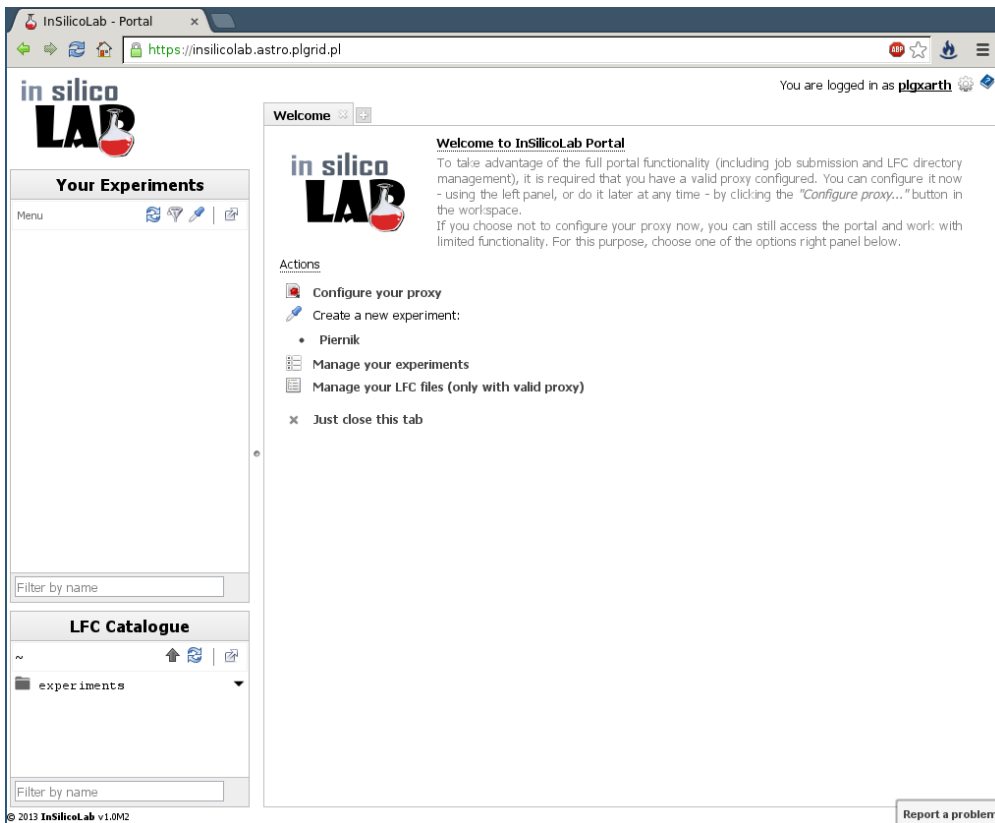 InSilicoLab - Portal
https://insilicolab.astro.plgrid.pl
ABP
in silico
LAB
You are logged in as plgxarth
Welcome
Your Experiments
Menu
Filter by name
LFC Catalogue
~
experiments
Filter by name
in silico
LAB
Welcome to InSilicoLab Portal
To take advantage of the full portal functionality (including job submission and LFC directory
management), it is required that you have a valid proxy configured. You can configure it now
- using the left panel, or do it later at any time - by clicking the "Configure proxy..." button in
the workspace.
If you choose not to configure your proxy now, you can still access the portal and work with
limited functionality. For this purpose, choose one of the options right panel below.
Actions
Configure your proxy
Create a new experiment:
• Piernik
Manage your experiments
Manage your LFC files (only with valid proxy)
Just close this tab
© 2013 InSilicoLab v1.0M2
Report a problem